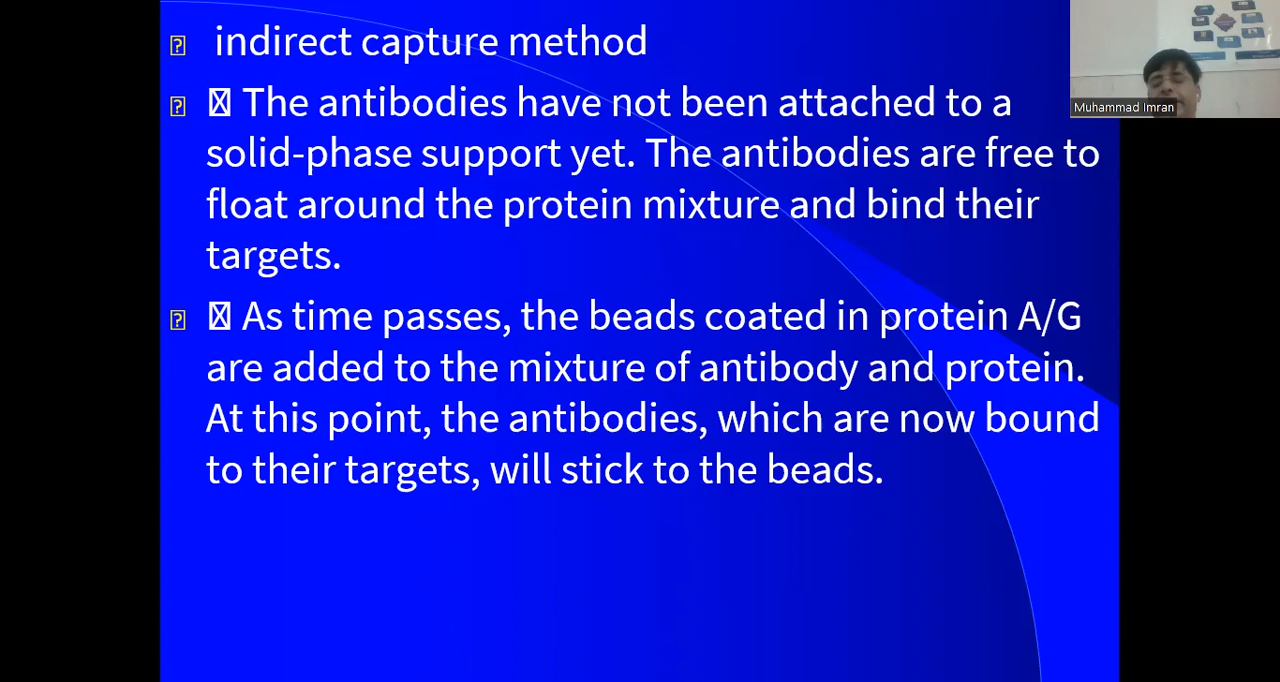 indirect capture method
The antibodies have not been attached to a
solid-phase support yet. The antibodies are free to
float around the protein mixture and bind their
targets.
As time passes, the beads coated in protein A/G
are added to the mixture of antibody and protein.
At this point, the antibodies, which are now bound
to their targets, will stick to the beads.
Muhammad Imran